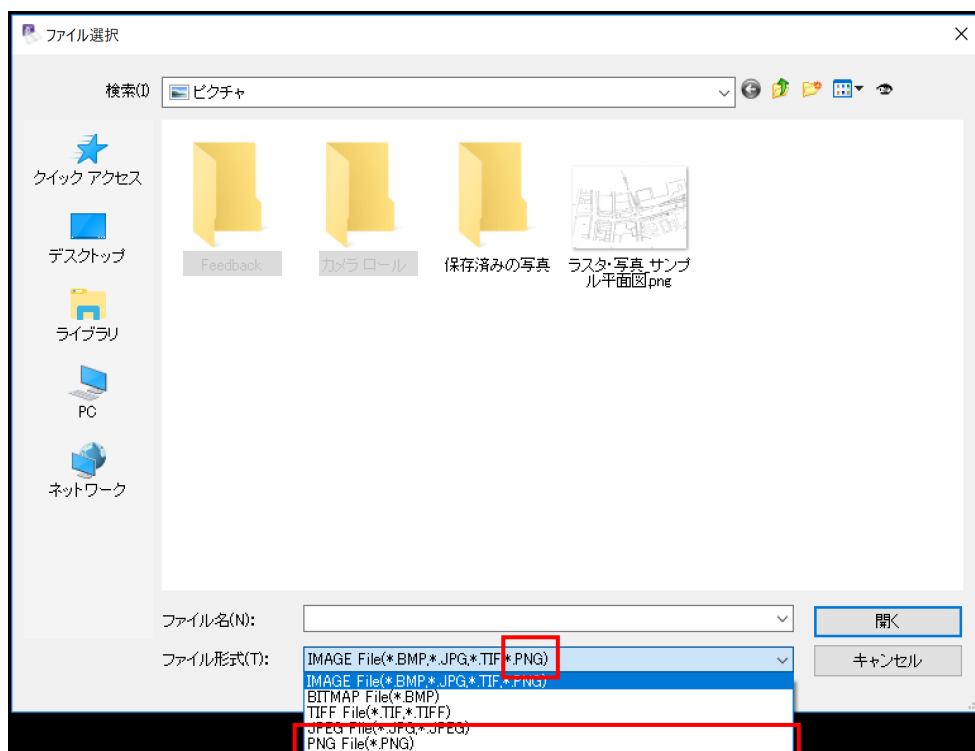 ファイル選択
検索(I)
ピクチャ
クイック アクセス
デスクトップ
ライブラリ
PC
ネットワーク
Feedback
カメラ ロール
保存済みの写真
ラスタ・写真_サンプ
ル平面図.png
ファイル名(N):
開く
ファイル形式(T):
IMAGE File(*.BMP,*.JPG,*.TIF,*.PNG)
キャンセル
IMAGE File(*.BMP,*.JPG,*.TIF,*.PNG)
BITMAP File(*.BMP)
TIFF File(*.TIF,*.TIFF)
JPEG File(*.JPG,*.JPEG)
PNG File(*.PNG)